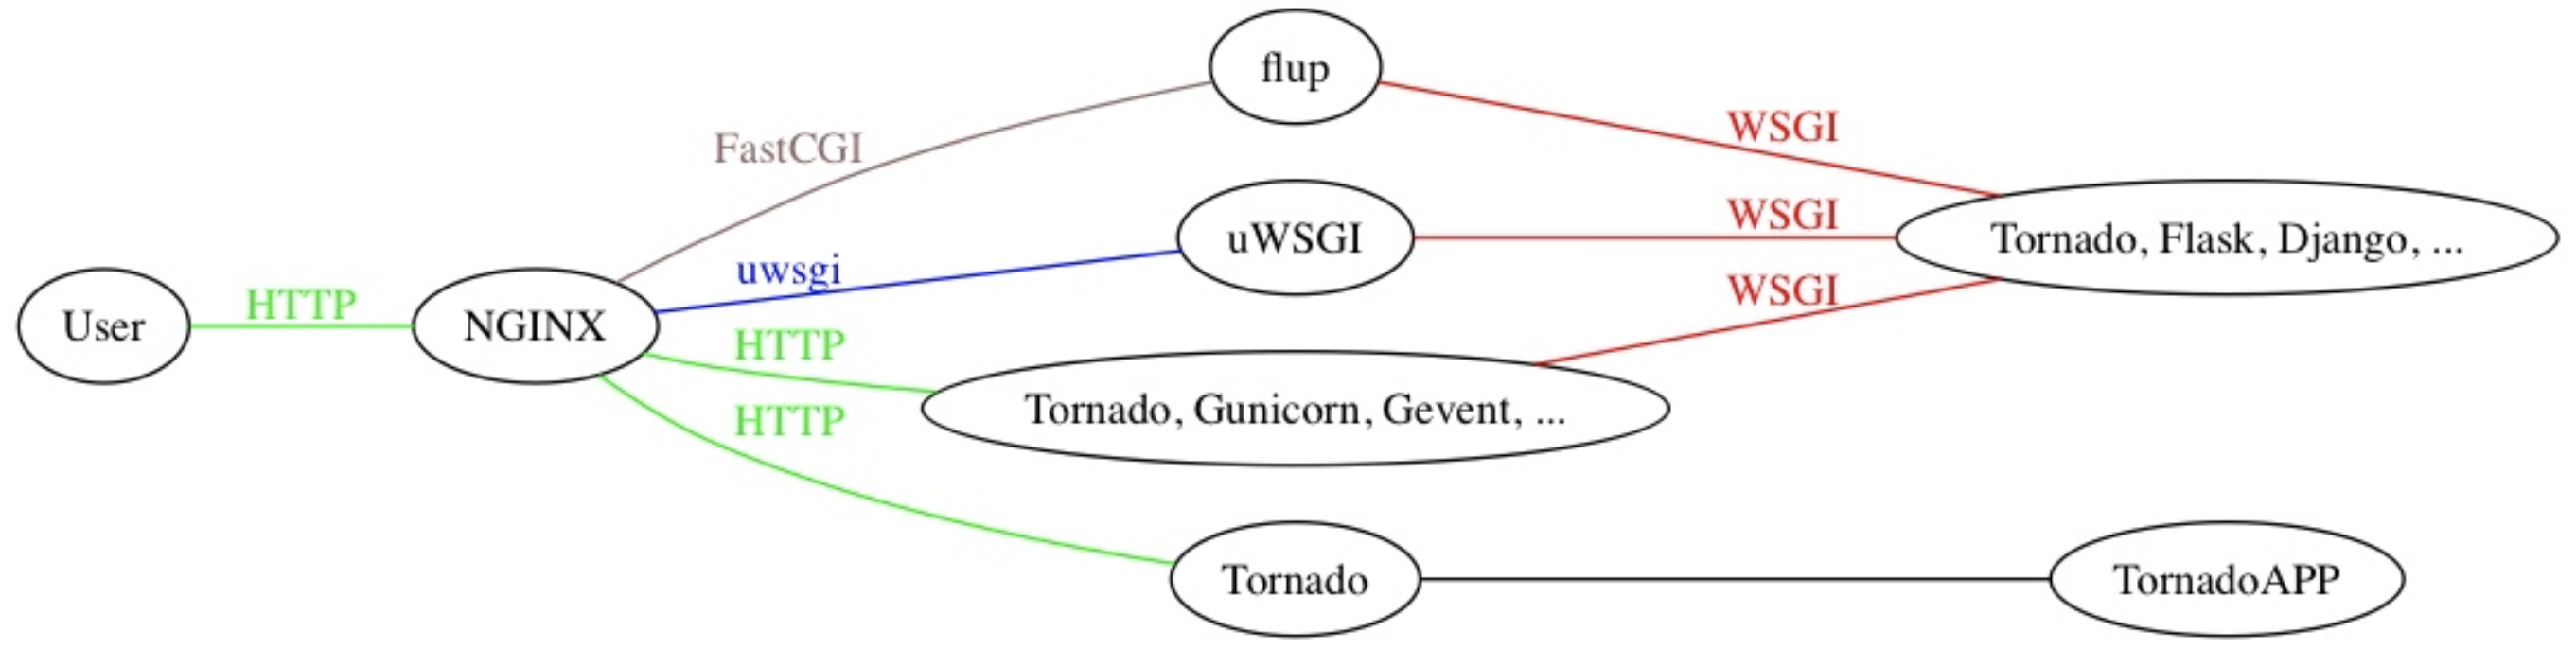 flup
FastCGI
WSGI
uWSGI
WSGI
Tornado, Flask, Django, ...
uwsgi
User
HTTP
NGINX
HTTP
WSGI
Tornado, Gunicorn, Gevent, ...
HTTP
Tornado
TornadoAPP